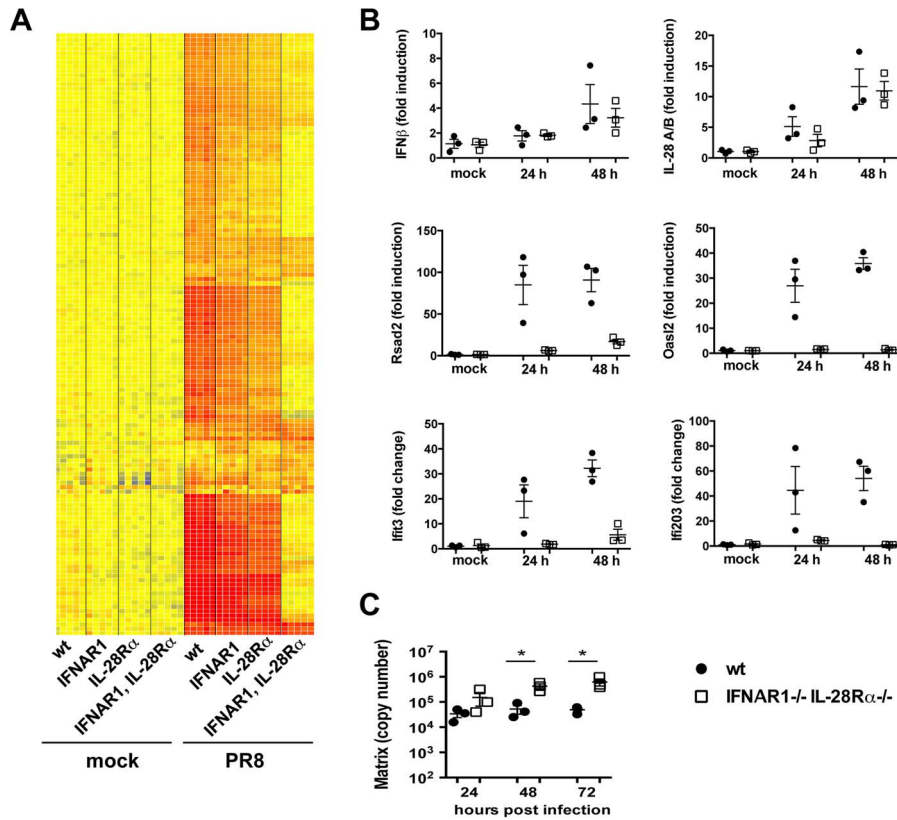 A
wt
IFNAR1
IL-28Rα
IFNAR1, IL-28Rα
wt
IFNAR1
IL-28Rα
IFNAR1, IL-28Rα
mock
PR8
B
IFNβ (fold induction)
10
8
6
4
2
0
mock
24 h
48 h
IL-28 A/B (fold induction)
20
15
10
5
0
mock
24 h
48 h
Rsad2 (fold induction)
150
100
50
0
mock
24 h
48 h
Oasl2 (fold induction)
50
40
30
20
10
0
mock
24 h
48 h
Ifit3 (fold change)
50
40
30
20
10
0
mock
24 h
48 h
Ifi203 (fold change)
100
80
60
40
20
0
mock
24 h
48 h
C
Matrix (copy number)
10⁷
10⁶
10⁵
10⁴
10³
10²
*
*
24
48
72
hours post infection
wt
IFNAR1-/- IL-28Rα-/-